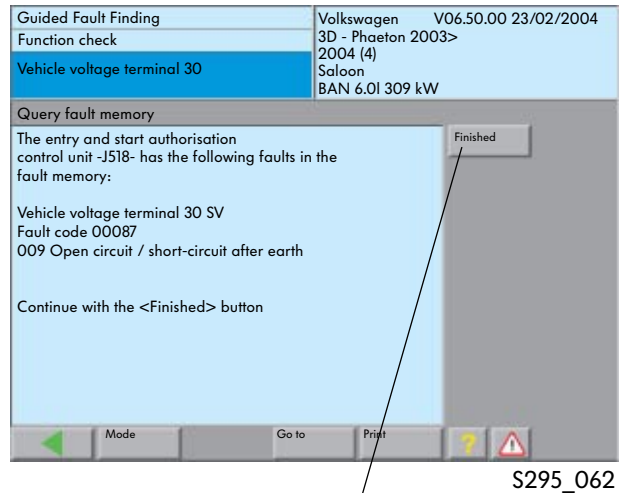 Guided Fault Finding
Function check
Vehicle voltage terminal 30
Volkswagen V06.50.00 23/02/2004
3D - Phaeton 2003>
2004 (4)
Saloon
BAN 6.0l 309 kW
Query fault memory
The entry and start authorisation
control unit -J518- has the following faults in the
fault memory:
Vehicle voltage terminal 30 SV
Fault code 00087
009 Open circuit / short-circuit after earth
Continue with the <Finished> button
Finished
Mode
Go to
Print
?
S295_062